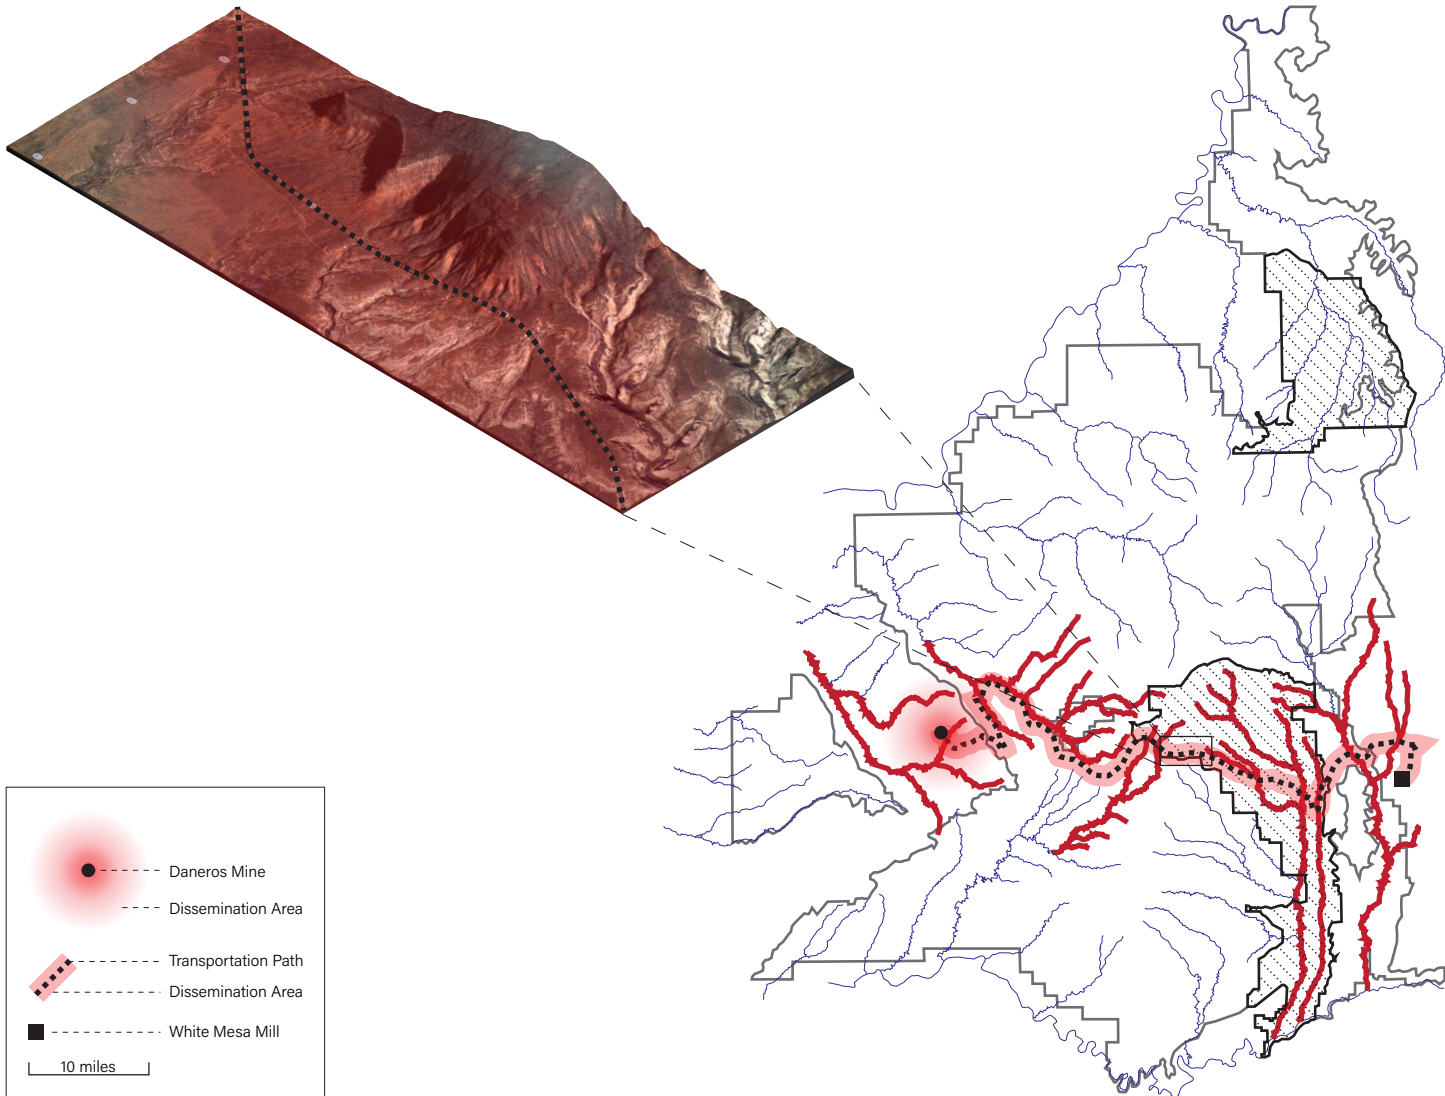 Daneros Mine
Dissemination Area
Transportation Path
Dissemination Area
White Mesa Mill
10 miles